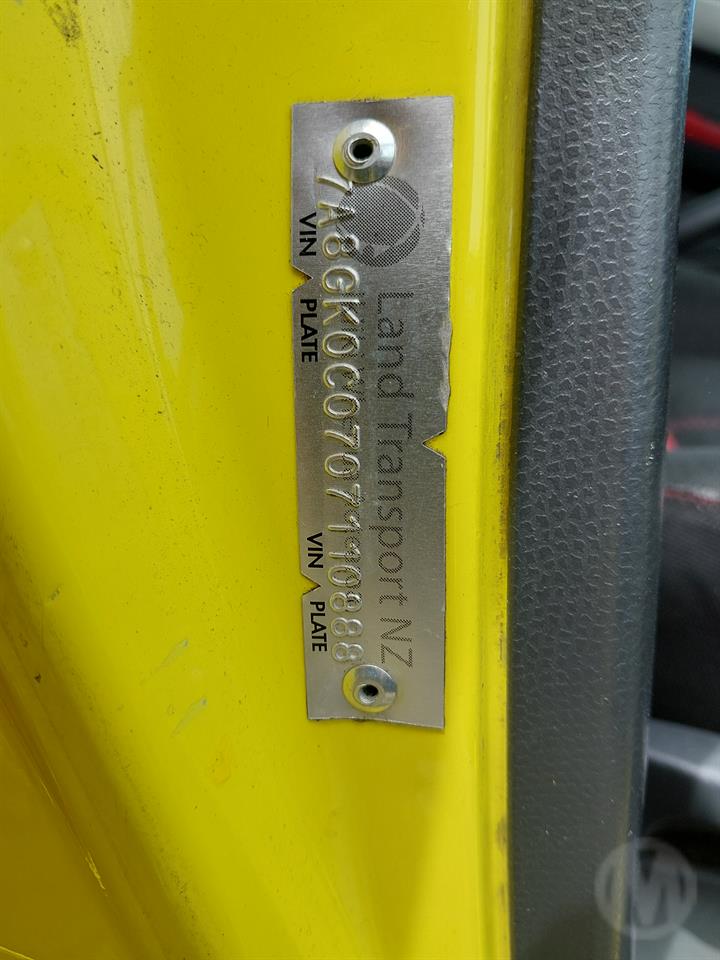 Land Transport NZ
7A8GK0C0707110888
VIN PLATE VIN PLATE
M